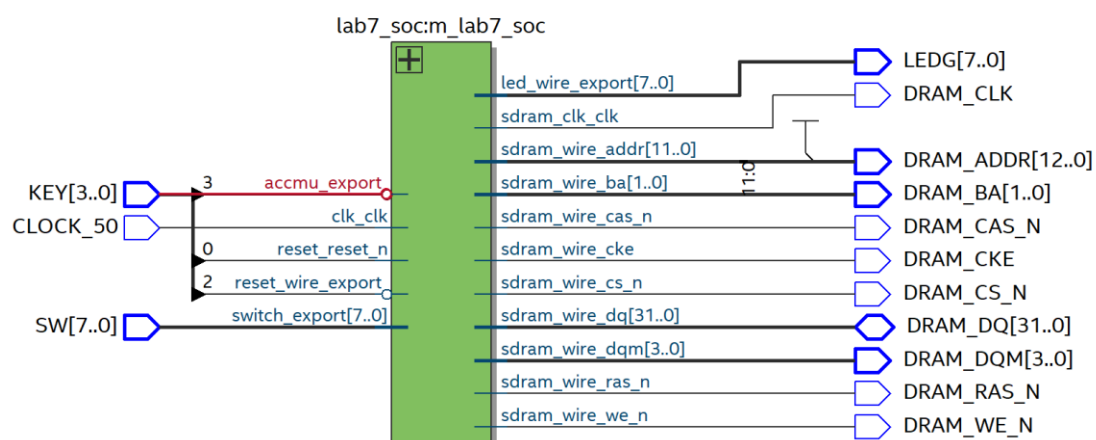 lab7_soc:m_lab7_soc
led_wire_export[7..0] LEDG[7..0]
sdram_clk_clk DRAM_CLK
sdram_wire_addr[11..0] 11:0 DRAM_ADDR[12..0]
KEY[3..0] 3 accmu_export sdram_wire_ba[1..0] DRAM_BA[1..0]
CLOCK_50 clk_clk sdram_wire_cas_n DRAM_CAS_N
0 reset_reset_n sdram_wire_cke DRAM_CKE
2 reset_wire_export sdram_wire_cs_n DRAM_CS_N
SW[7..0] switch_export[7..0] sdram_wire_dq[31..0] DRAM_DQ[31..0]
sdram_wire_dqm[3..0] DRAM_DQM[3..0]
sdram_wire_ras_n DRAM_RAS_N
sdram_wire_we_n DRAM_WE_N